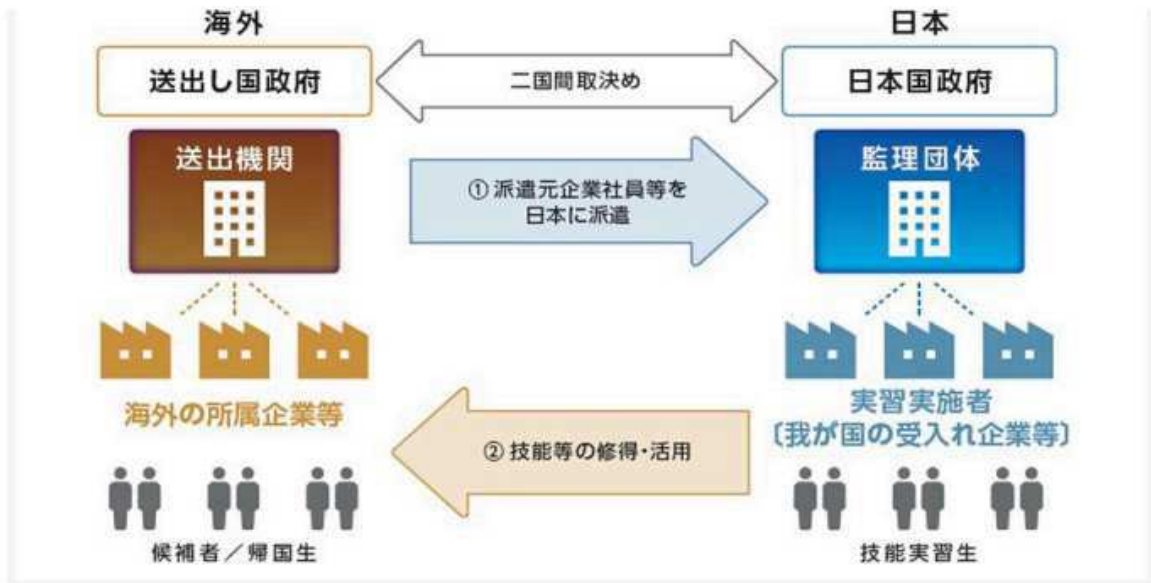 海外
日本
送出し国政府
二国間取決め
日本国政府
送出機関
監理団体
① 派遣元企業社員等を
日本に派遣
海外の所属企業等
実習実施者
〔我が国の受入れ企業等〕
② 技能等の修得・活用
候補者／帰国生
技能実習生